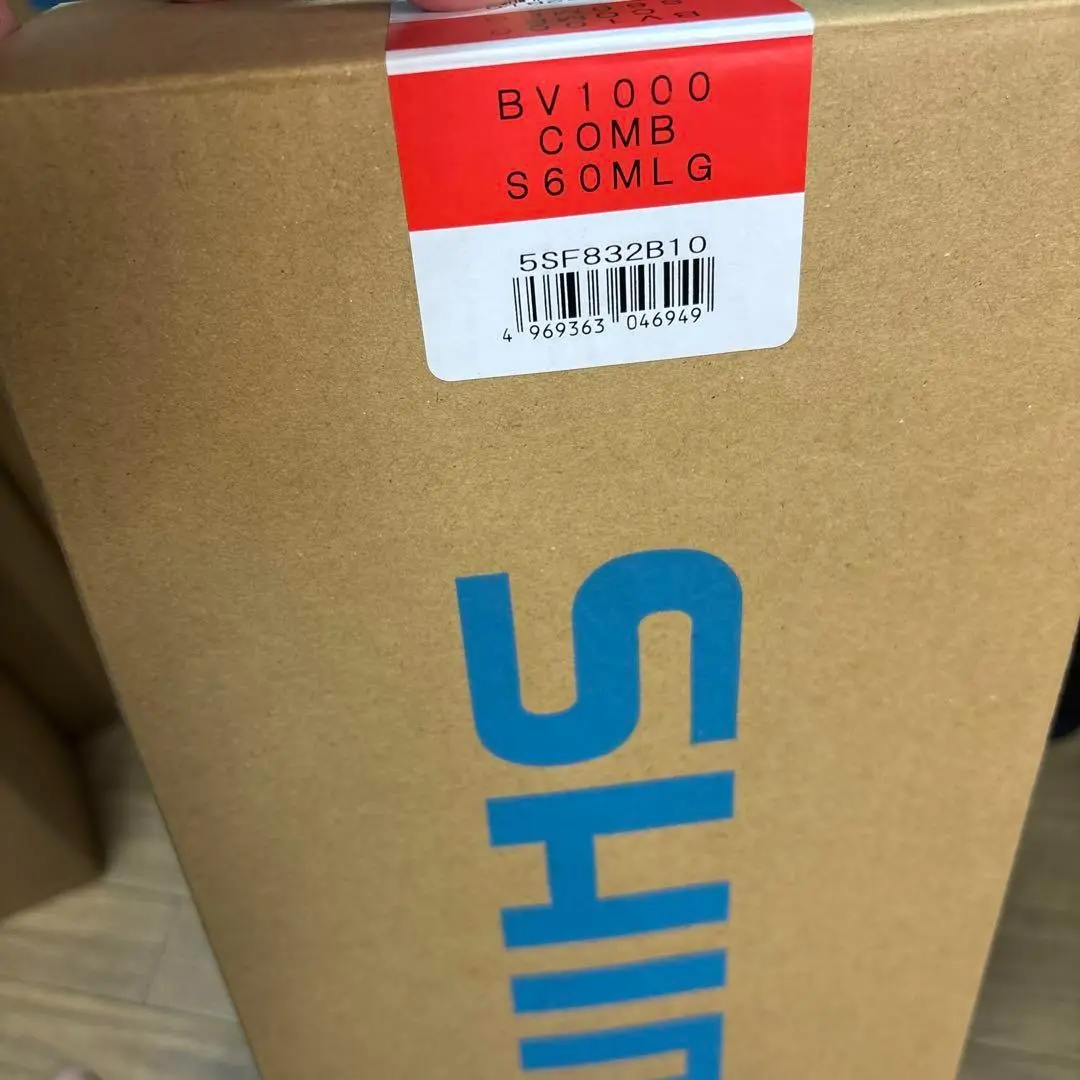 BV1000
COMB
S60MLG
5SF832B10
4 969363 046949
SHIM